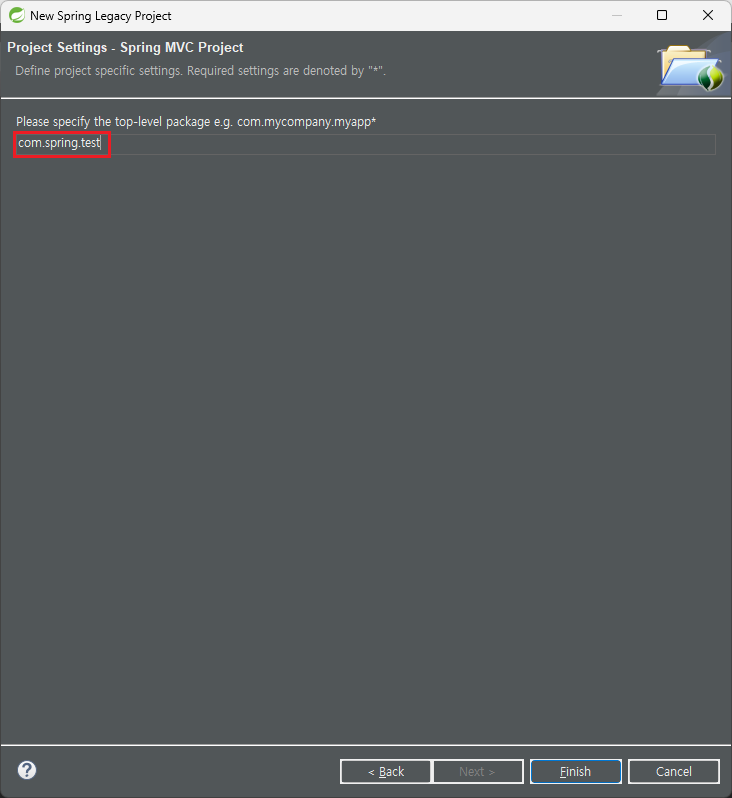 New Spring Legacy Project
Project Settings - Spring MVC Project
Define project specific settings. Required settings are denoted by "*".
Please specify the top-level package e.g. com.mycompany.myapp*
com.spring.test
?
< Back
Next >
Finish
Cancel